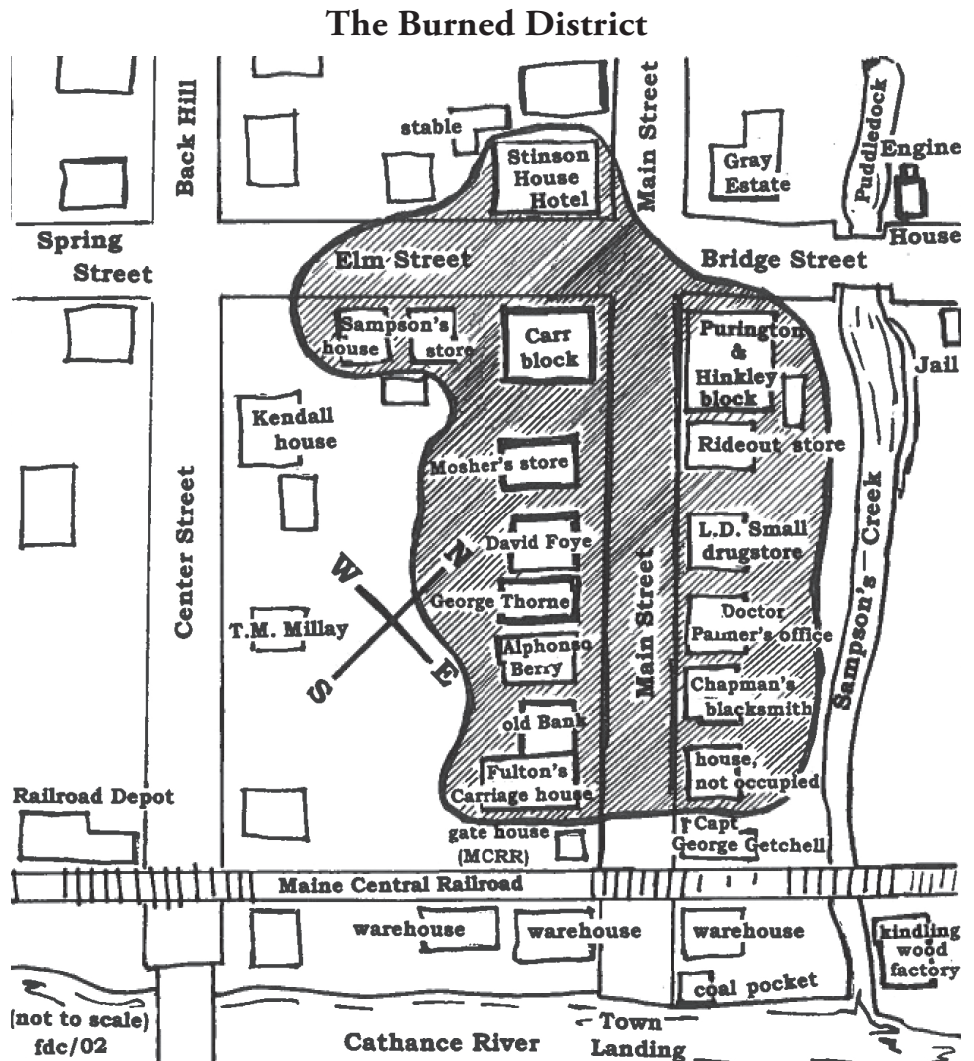 The Burned District
Back Hill
Main Street
Puddledock
stable
Stinson
House
Hotel
Gray
Estate
Engine
House
Spring
Street
Elm Street
Bridge Street
Sampson's
house
store
Carr
block
Purington
&
Hinkley
block
Jail
Kendall
house
Rideout store
Mosher's store
Center Street
Main Street
Sampson's Creek
L.D. Small
drugstore
David Foye
W
N
S
E
George Thorne
Doctor
Palmer's office
T.M. Millay
Alphonso
Berry
Chapman's
blacksmith
old Bank
Fulton's
Carriage house
house,
not occupied
Railroad Depot
gate house
(MCRR)
Capt
George Getchell
Maine Central Railroad
warehouse
warehouse
warehouse
kindling
wood
factory
coal pocket
(not to scale)
fdc/02
Cathance River
Town
Landing